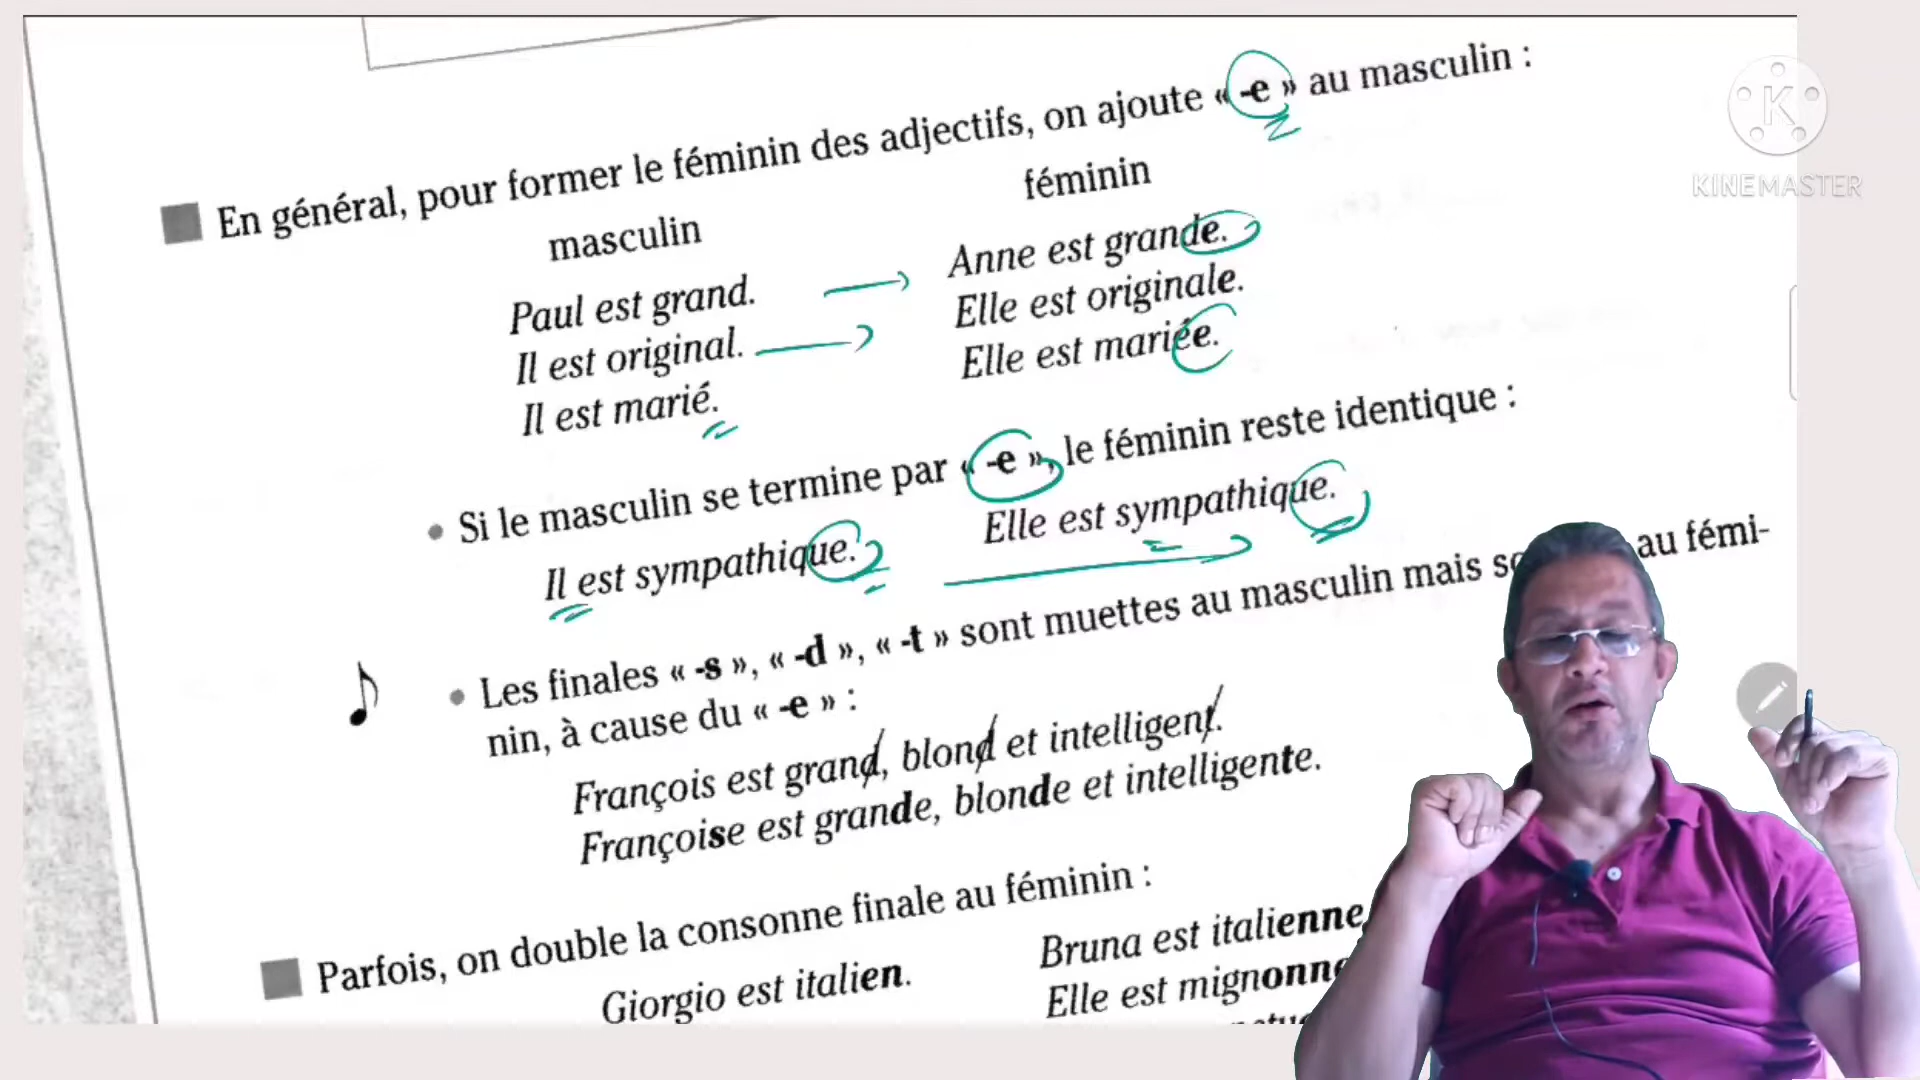 En général, pour former le féminin des adjectifs, on ajoute « -e » au masculin :
masculin féminin
Paul est grand. Anne est grande.
Il est original. Elle est originale.
Il est marié. Elle est mariée.
• Si le masculin se termine par « -e », le féminin reste identique :
Il est sympathique. Elle est sympathique.
• Les finales « -s », « -d », « -t » sont muettes au masculin mais au fémi-
nin, à cause du « -e » :
François est grand, blond et intelligent.
Françoise est grande, blonde et intelligente.
Parfois, on double la consonne finale au féminin :
Giorgio est italien. Bruna est italienne
Elle est mignonne
KINEMASTER